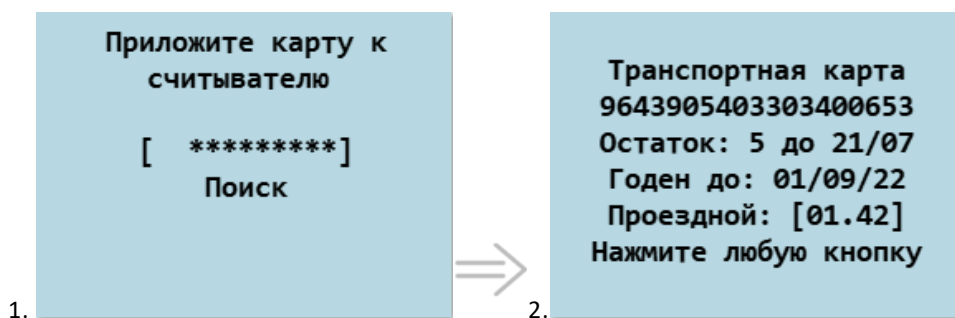 Приложите карту к
считывателю
[ *********]
Поиск
1.
Транспортная карта
9643905403303400653
Остаток: 5 до 21/07
Годен до: 01/09/22
Проездной: [01.42]
Нажмите любую кнопку
2.